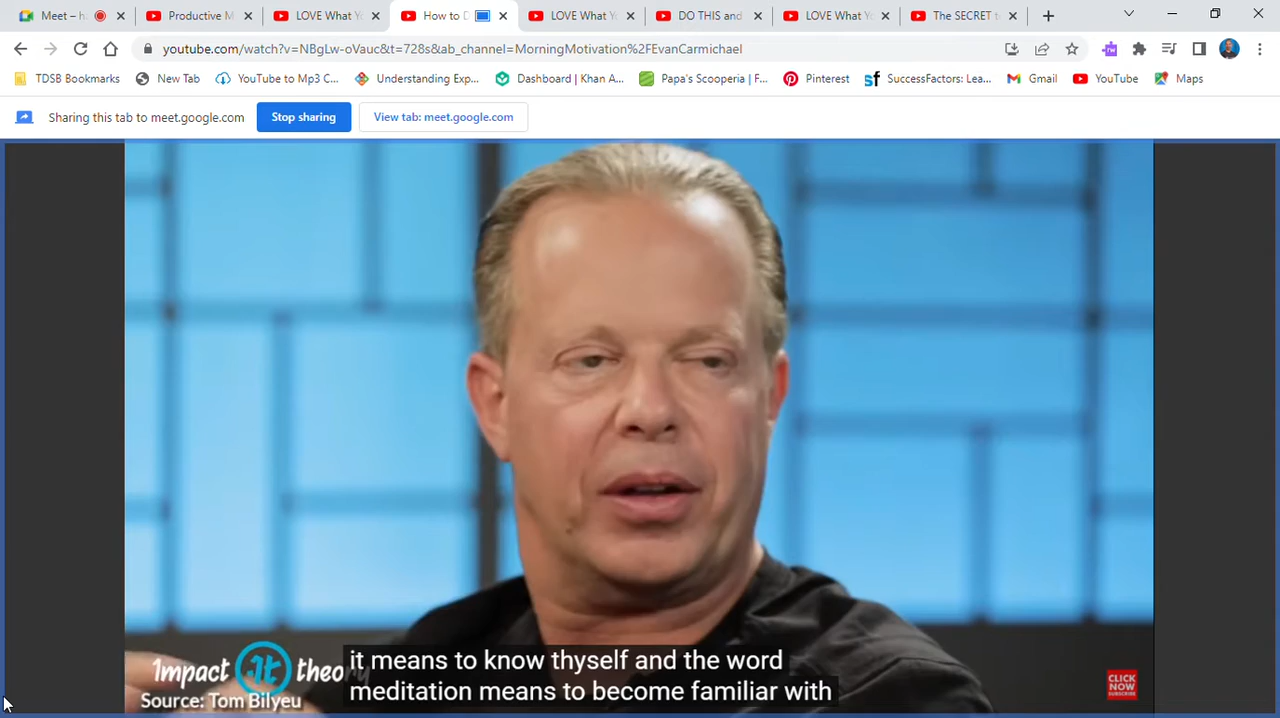 Meet – h
Productive M
LOVE What Y
How to D
LOVE What Yo
DO THIS and
LOVE What Yo
The SECRET t
youtube.com/watch?v=NBgLw-oVauc&t=728s&ab_channel=MorningMotivation%2FEvanCarmichael
TDSB Bookmarks
New Tab
YouTube to Mp3 C...
Understanding Exp...
Dashboard | Khan A...
Papa's Scooperia | F...
Pinterest
SuccessFactors: Lea...
Gmail
YouTube
Maps
Sharing this tab to meet.google.com
Stop sharing
View tab: meet.google.com
it means to know thyself and the word
meditation means to become familiar with
Impact It theory
Source: Tom Bilyeu
CLICK
NOW
SUBSCRIBE